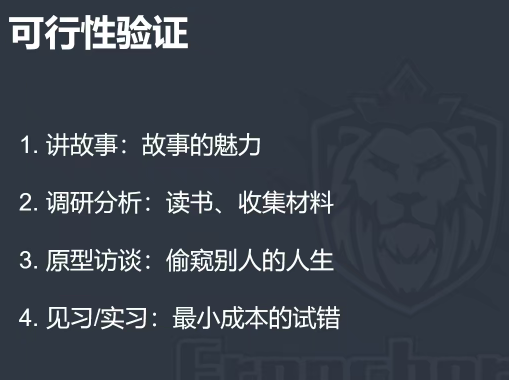 可行性验证
1. 讲故事：故事的魅力
2. 调研分析：读书、收集材料
3. 原型访谈：偷窥别人的人生
4. 见习/实习：最小成本的试错